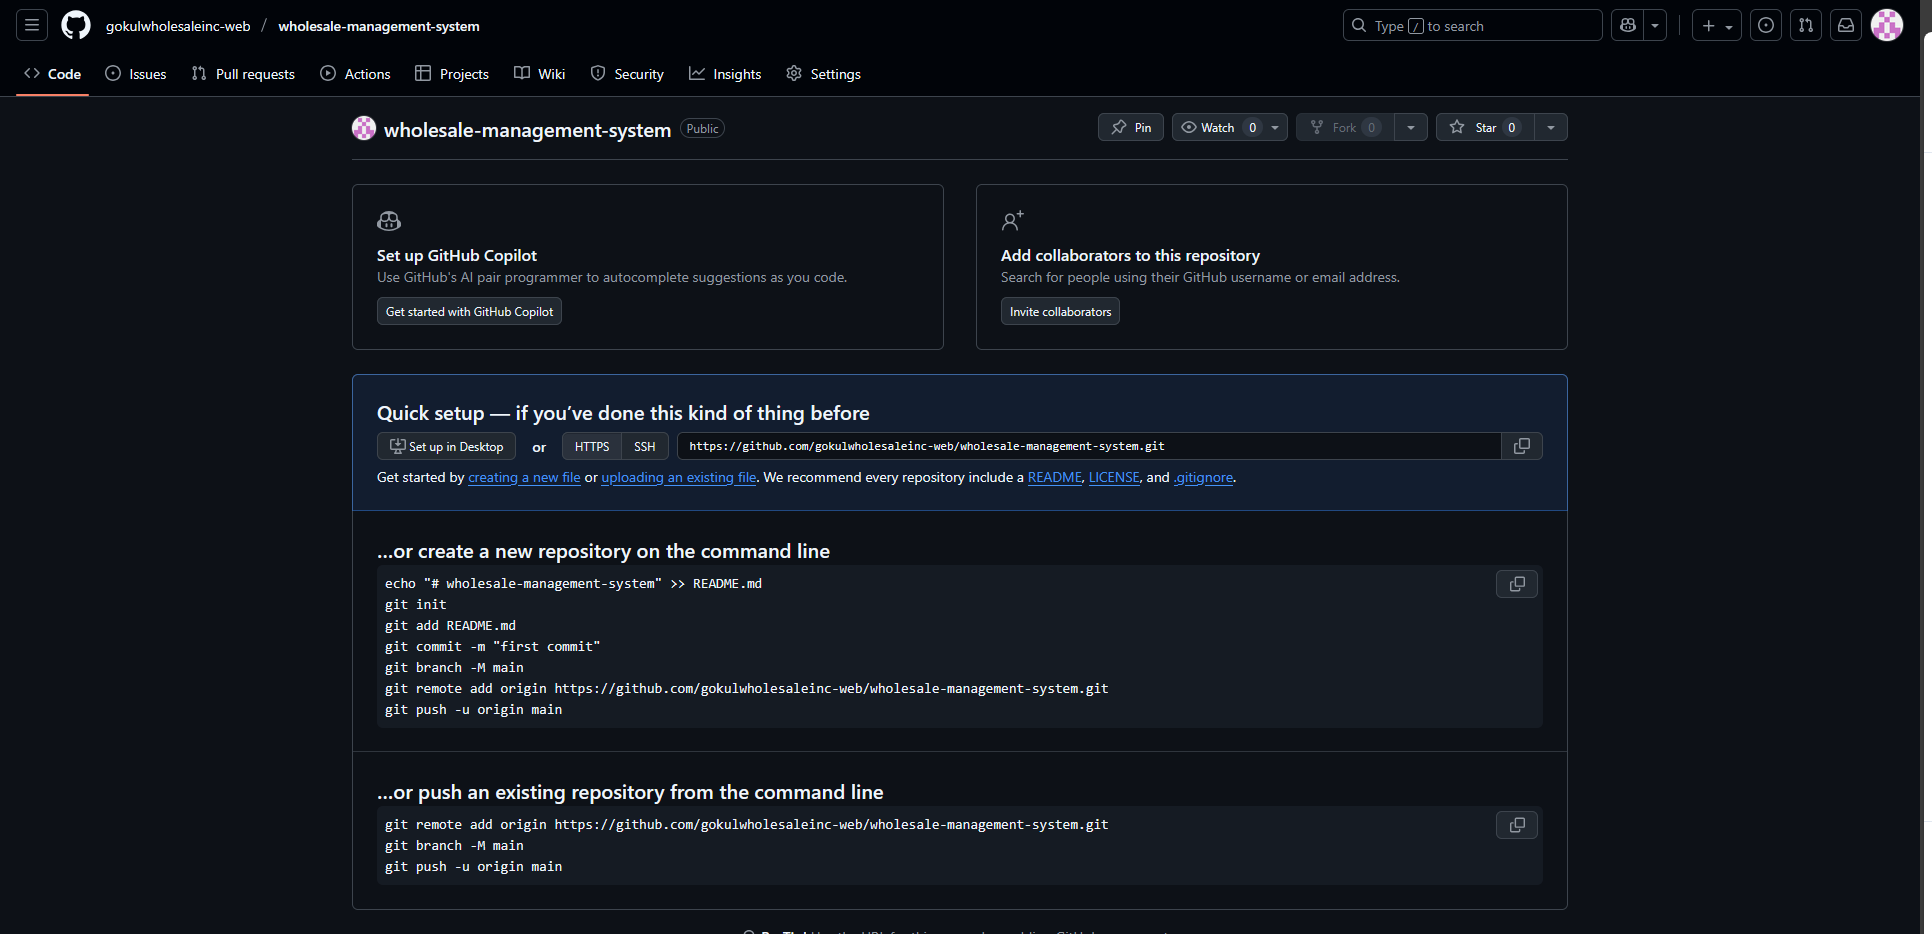 gokulwholesaleinc-web / wholesale-management-system
Type / to search
Code Issues Pull requests Actions Projects Wiki Security Insights Settings
wholesale-management-system Public
Pin Watch 0 Fork 0 Star 0
Set up GitHub Copilot
Use GitHub's AI pair programmer to autocomplete suggestions as you code.
Get started with GitHub Copilot
Add collaborators to this repository
Search for people using their GitHub username or email address.
Invite collaborators
Quick setup — if you’ve done this kind of thing before
Set up in Desktop or HTTPS SSH https://github.com/gokulwholesaleinc-web/wholesale-management-system.git
Get started by creating a new file or uploading an existing file. We recommend every repository include a README, LICENSE, and .gitignore.
…or create a new repository on the command line
echo "# wholesale-management-system" >> README.md
git init
git add README.md
git commit -m "first commit"
git branch -M main
git remote add origin https://github.com/gokulwholesaleinc-web/wholesale-management-system.git
git push -u origin main
…or push an existing repository from the command line
git remote add origin https://github.com/gokulwholesaleinc-web/wholesale-management-system.git
git branch -M main
git push -u origin main